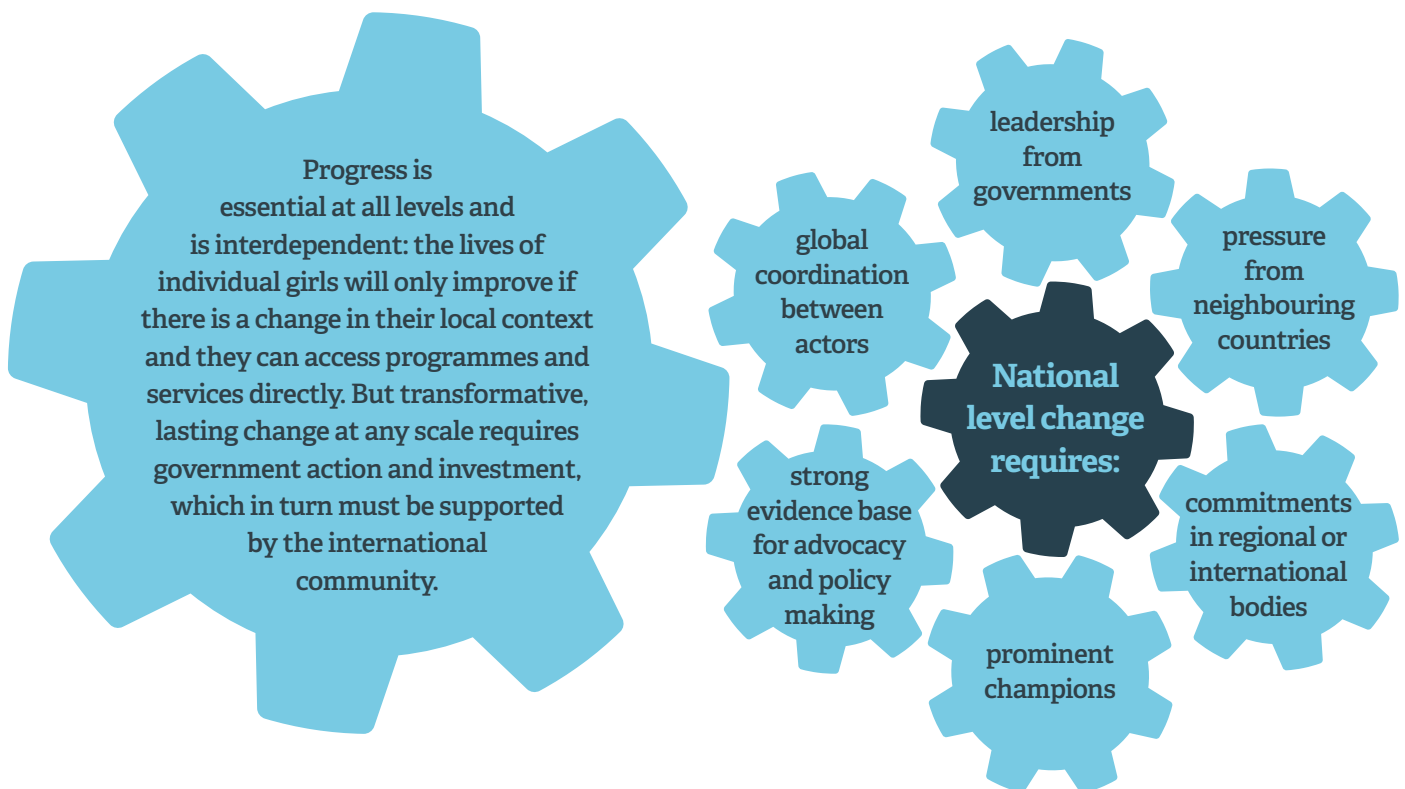 Progress is
essential at all levels and
is interdependent: the lives of
individual girls will only improve if
there is a change in their local context
and they can access programmes and
services directly. But transformative,
lasting change at any scale requires
government action and investment,
which in turn must be supported
by the international
community.
National
level change
requires:
leadership
from
governments
pressure
from
neighbouring
countries
commitments
in regional or
international
bodies
prominent
champions
strong
evidence base
for advocacy
and policy
making
global
coordination
between
actors